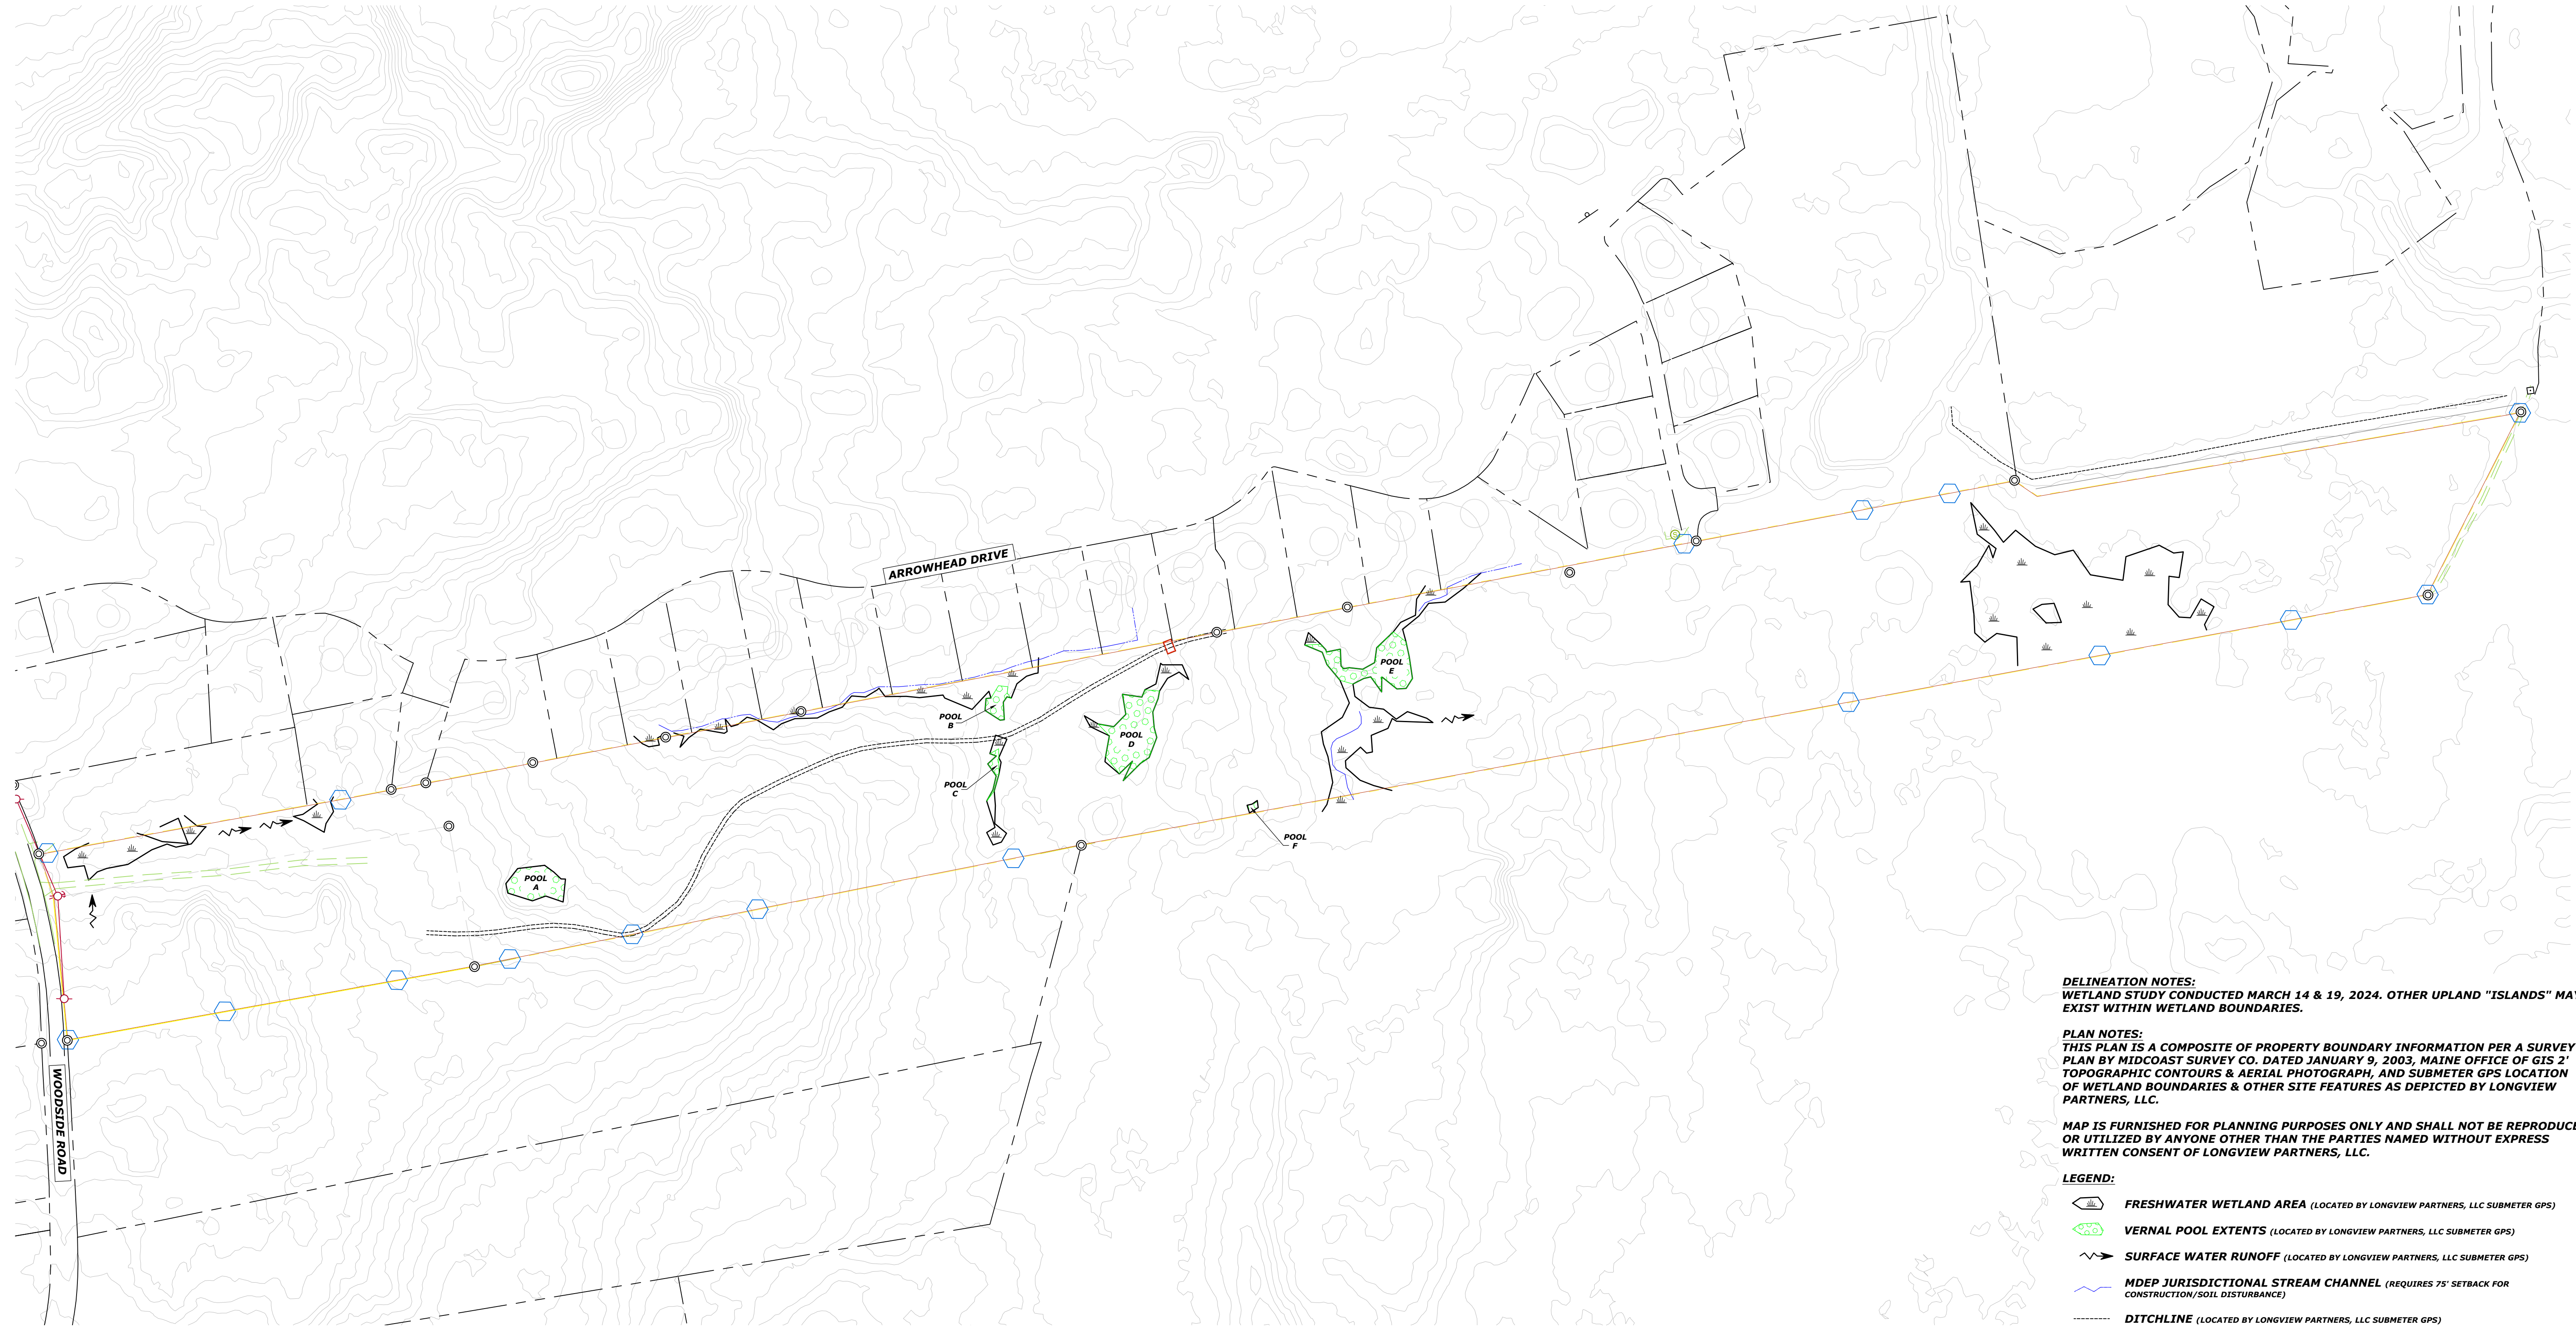 ARROWHEAD DRIVE
POOL
B
POOL
E
POOL
D
POOL
C
POOL
F
POOL
A
S
WOODSIDE ROAD
DELINEATION NOTES:
WETLAND STUDY CONDUCTED MARCH 14 & 19, 2024. OTHER UPLAND "ISLANDS" MAY
EXIST WITHIN WETLAND BOUNDARIES.
PLAN NOTES:
THIS PLAN IS A COMPOSITE OF PROPERTY BOUNDARY INFORMATION PER A SURVEY
PLAN BY MIDCOAST SURVEY CO. DATED JANUARY 9, 2003, MAINE OFFICE OF GIS 2'
TOPOGRAPHIC CONTOURS & AERIAL PHOTOGRAPH, AND SUBMETER GPS LOCATION
OF WETLAND BOUNDARIES & OTHER SITE FEATURES AS DEPICTED BY LONGVIEW
PARTNERS, LLC.
MAP IS FURNISHED FOR PLANNING PURPOSES ONLY AND SHALL NOT BE REPRODUCE
OR UTILIZED BY ANYONE OTHER THAN THE PARTIES NAMED WITHOUT EXPRESS
WRITTEN CONSENT OF LONGVIEW PARTNERS, LLC.
LEGEND:
FRESHWATER WETLAND AREA (LOCATED BY LONGVIEW PARTNERS, LLC SUBMETER GPS)
VERNAL POOL EXTENTS (LOCATED BY LONGVIEW PARTNERS, LLC SUBMETER GPS)
SURFACE WATER RUNOFF (LOCATED BY LONGVIEW PARTNERS, LLC SUBMETER GPS)
MDEP JURISDICTIONAL STREAM CHANNEL (REQUIRES 75' SETBACK FOR
CONSTRUCTION/SOIL DISTURBANCE)
DITCHLINE (LOCATED BY LONGVIEW PARTNERS, LLC SUBMETER GPS)